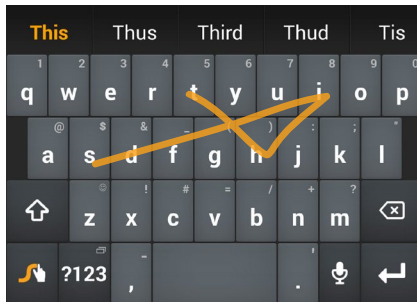 This Thus Third Thud Tis
1 2 3 4 5 6 7 8 9 0
q w e r t y u i o p
@ $ & _ ( ) : ; "
a s d f g h j k l
! # = / + ?
z x c v b n m
?123 , - . '